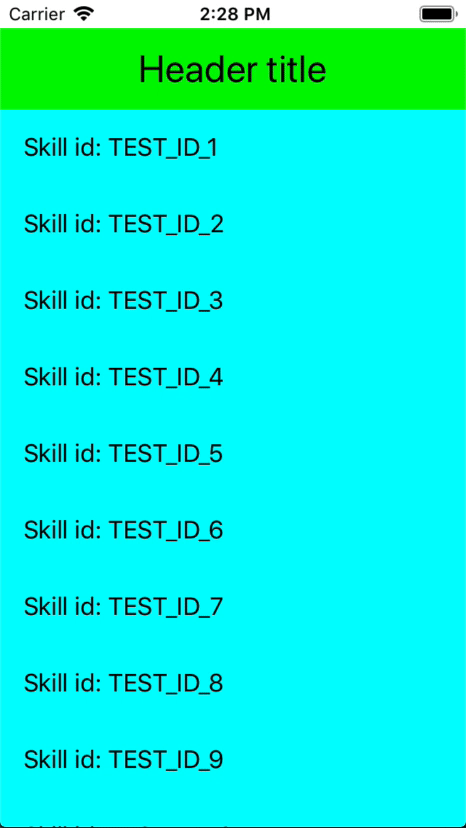 Carrier 2:28 PM
Header title
Skill id: TEST_ID_1
Skill id: TEST_ID_2
Skill id: TEST_ID_3
Skill id: TEST_ID_4
Skill id: TEST_ID_5
Skill id: TEST_ID_6
Skill id: TEST_ID_7
Skill id: TEST_ID_8
Skill id: TEST_ID_9